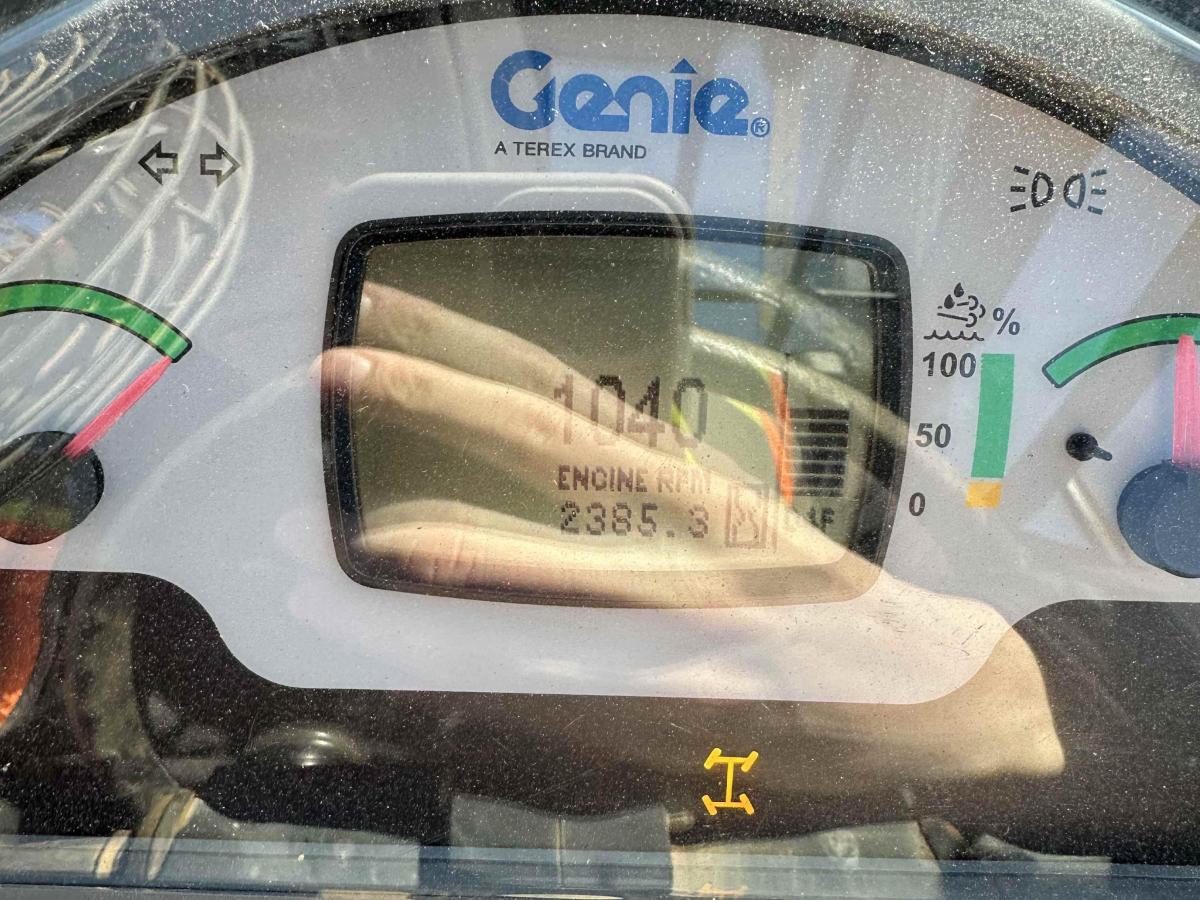 Genie®
A TEREX BRAND
%
100
50
0
1040
ENGINE RPM
2385.3